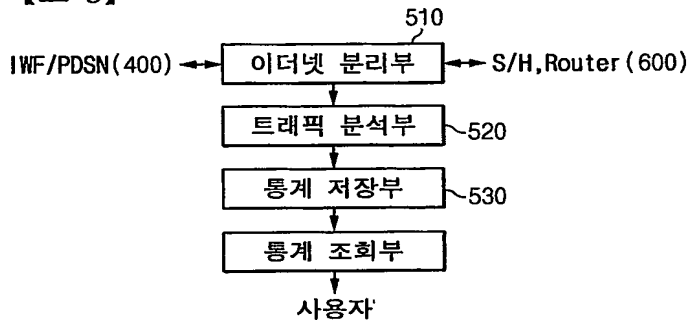 510
IWF/PDSN(400) 이더넷 분리부 S/H,Router(600)
트래픽 분석부 520
통계 저장부 530
통계 조회부
사용자